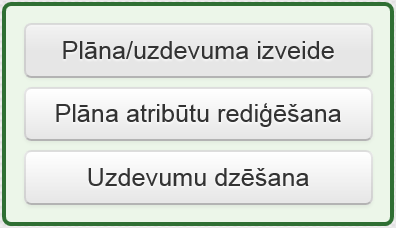 Plāna/uzdevuma izveide
Plāna atribūtu rediģēšana
Uzdevumu dzēšana